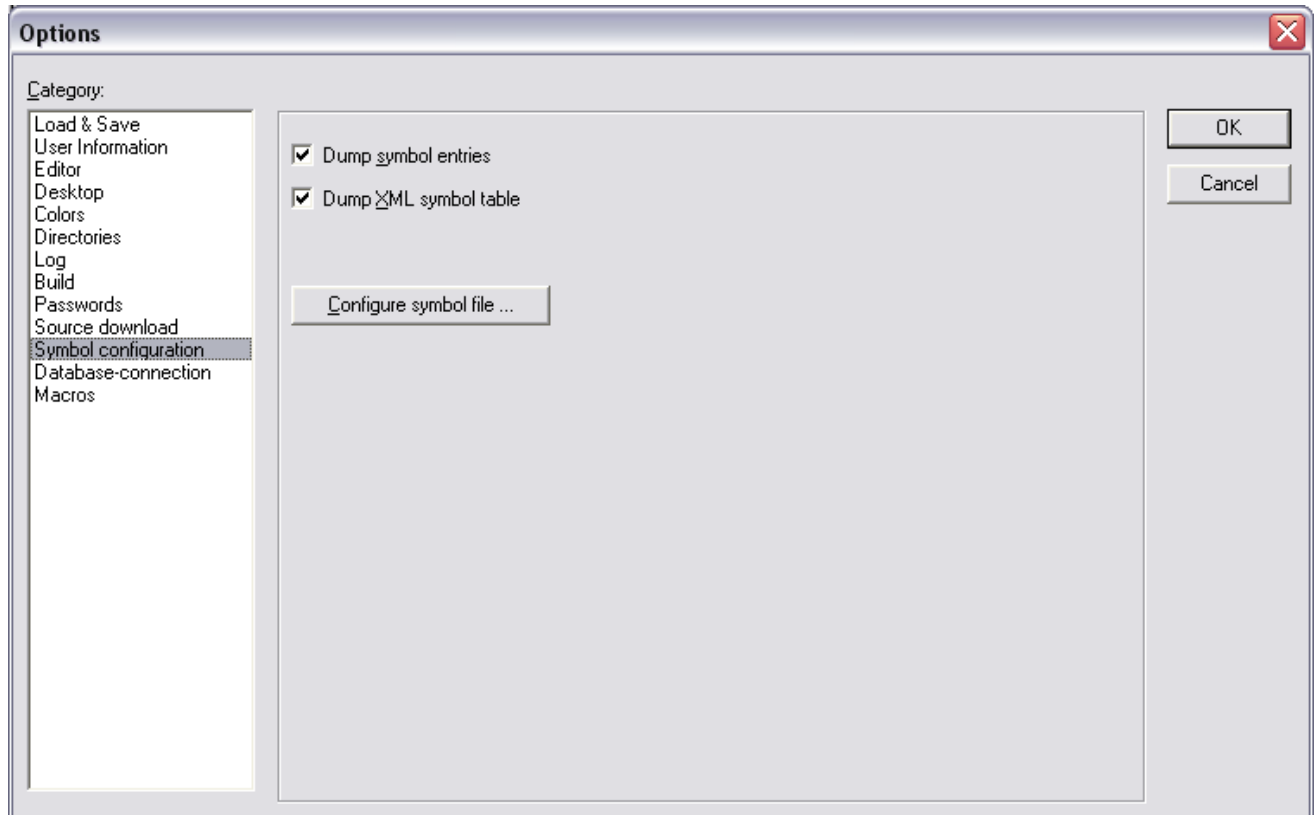 Options
Category:
Load & Save
User Information
Editor
Desktop
Colors
Directories
Log
Build
Passwords
Source download
Symbol configuration
Database-connection
Macros
Dump symbol entries
Dump XML symbol table
Configure symbol file ...
OK
Cancel